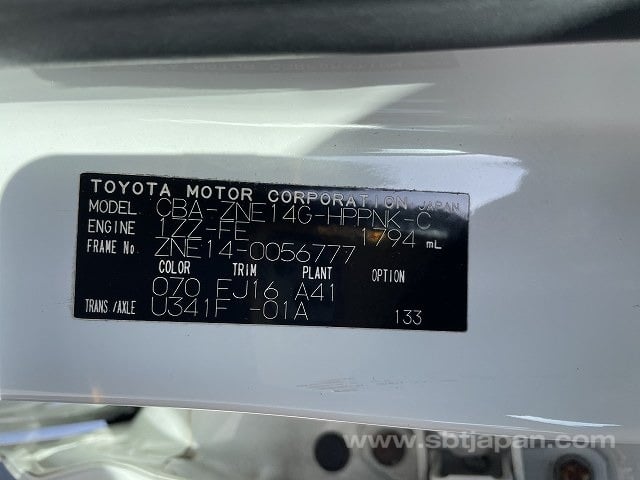 TOYOTA MOTOR CORPORATION JAPAN
MODEL CBA-ZNE14G-HPPNK-C
ENGINE 1ZZ-FE 1794 mL
FRAME No. ZNE14-0056777
COLOR TRIM PLANT OPTION
070 EJ16 A41
TRANS./AXLE U341F -01A 133
www.sbtjapan.com